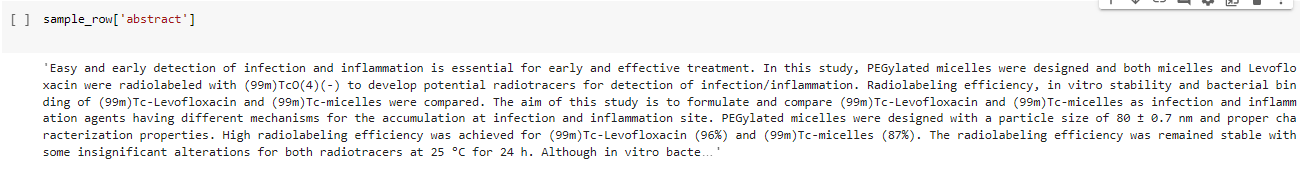 [ ] sample_row['abstract']
'Easy and early detection of infection and inflammation is essential for early and effective treatment. In this study, PEGylated micelles were designed and both micelles and Levoflo
xacin were radiolabeled with (99m)TcO(4)(-) to develop potential radiotracers for detection of infection/inflammation. Radiolabeling efficiency, in vitro stability and bacterial bin
ding of (99m)Tc-Levofloxacin and (99m)Tc-micelles were compared. The aim of this study is to formulate and compare (99m)Tc-Levofloxacin and (99m)Tc-micelles as infection and inflamm
ation agents having different mechanisms for the accumulation at infection and inflammation site. PEGylated micelles were designed with a particle size of 80 ± 0.7 nm and proper cha
racterization properties. High radiolabeling efficiency was achieved for (99m)Tc-Levofloxacin (96%) and (99m)Tc-micelles (87%). The radiolabeling efficiency was remained stable with
some insignificant alterations for both radiotracers at 25 °C for 24 h. Although in vitro bacte…'